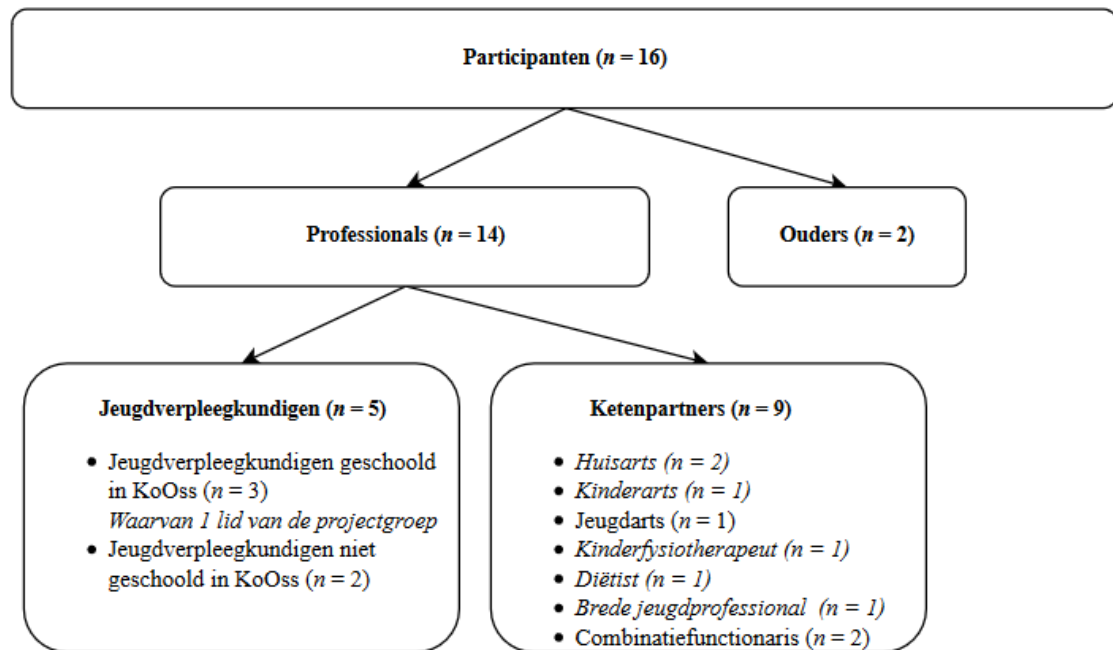 Participanten (n = 16)
Professionals (n = 14)
Ouders (n = 2)
Jeugdverpleegkundigen (n = 5)
• Jeugdverpleegkundigen geschoold
in KoOss (n = 3)
Waarvan 1 lid van de projectgroep
• Jeugdverpleegkundigen niet
geschoold in KoOss (n = 2)
Ketenpartners (n = 9)
• Huisarts (n = 2)
• Kinderarts (n = 1)
• Jeugdarts (n = 1)
• Kinderfysiotherapeut (n = 1)
• Diëtist (n = 1)
• Brede jeugdprofessional (n = 1)
• Combinatiefunctionaris (n = 2)